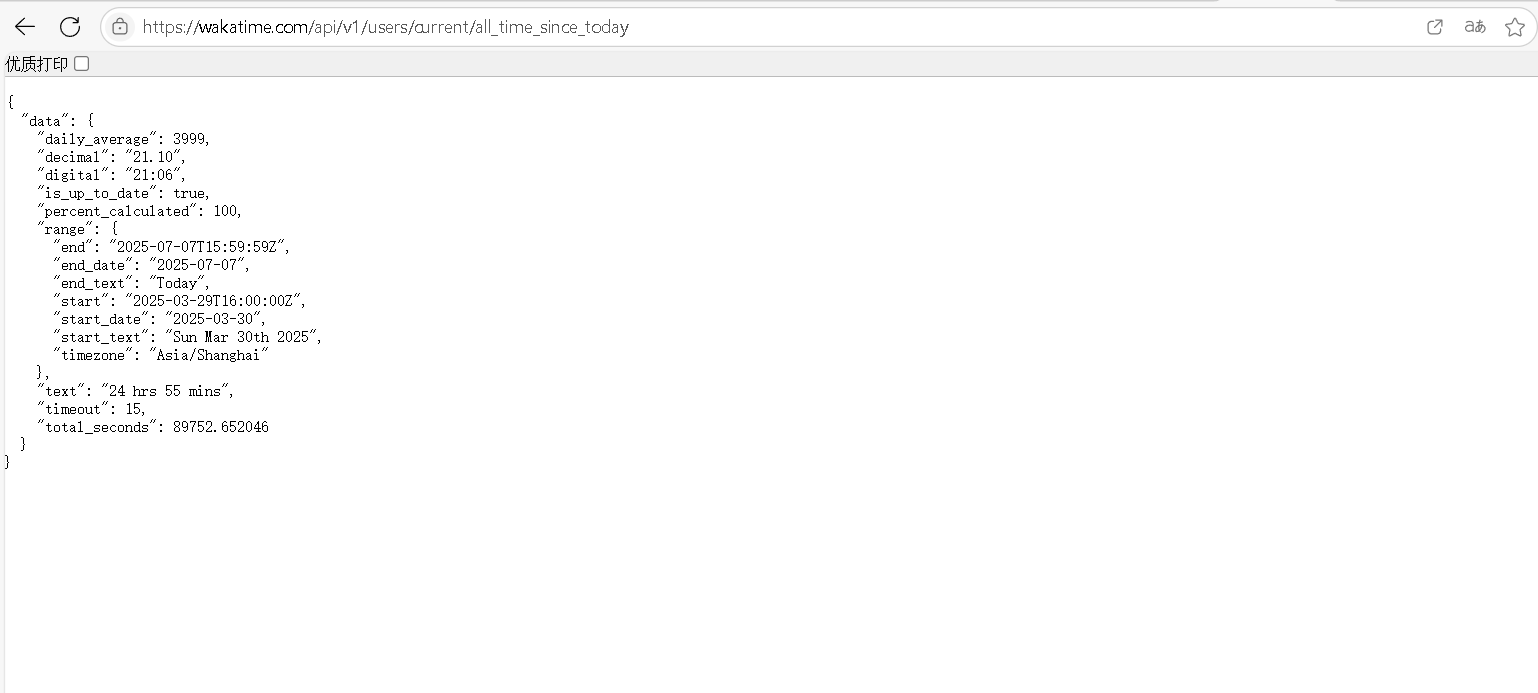 https://wakatime.com/api/v1/users/current/all_time_since_today
aあ
优质打印
{
  "data": {
    "daily_average": 3999,
    "decimal": "21.10",
    "digital": "21:06",
    "is_up_to_date": true,
    "percent_calculated": 100,
    "range": {
      "end": "2025-07-07T15:59:59Z",
      "end_date": "2025-07-07",
      "end_text": "Today",
      "start": "2025-03-29T16:00:00Z",
      "start_date": "2025-03-30",
      "start_text": "Sun Mar 30th 2025",
      "timezone": "Asia/Shanghai"
    },
    "text": "24 hrs 55 mins",
    "timeout": 15,
    "total_seconds": 89752.652046
  }
}